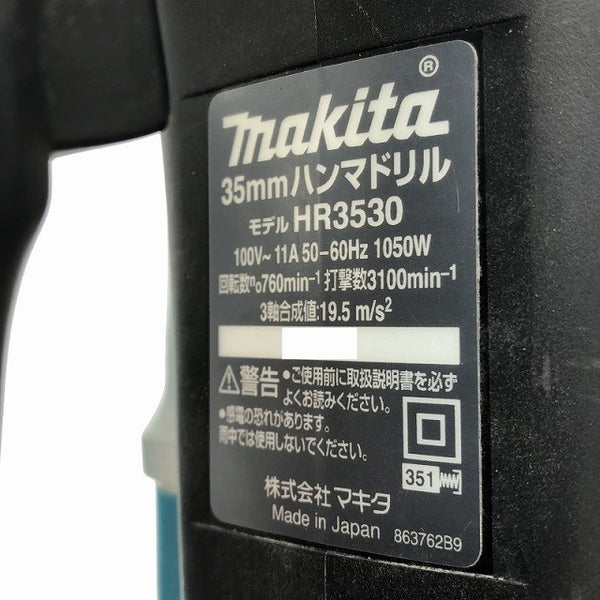 makita®
35mmハンマドリル
モデル HR3530
100V~ 11A 50-60Hz 1050W
回転数n₀760min⁻¹ 打撃数3100min⁻¹
3軸合成値:19.5 m/s²
⚠警告 •ご使用前に取扱説明書を必ず
よくお読みください。
•感電の恐れがあります。
雨中では使用しないでください。
351
株式会社 マキタ
Made in Japan 863762B9